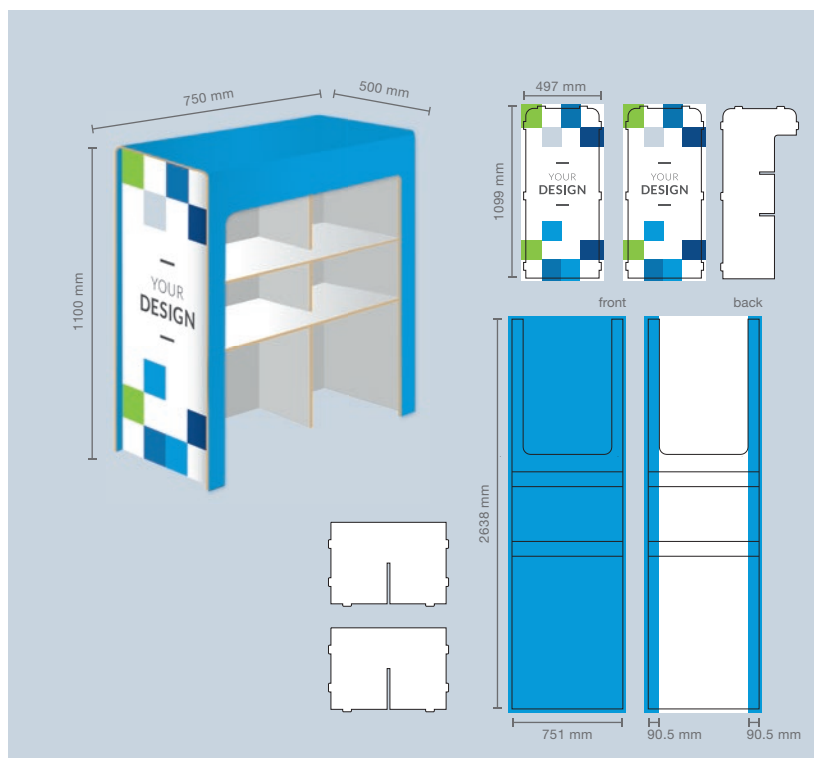 750 mm
500 mm
1100 mm
YOUR
DESIGN
497 mm
1099 mm
YOUR
DESIGN
YOUR
DESIGN
front
back
2638 mm
751 mm
90.5 mm
90.5 mm